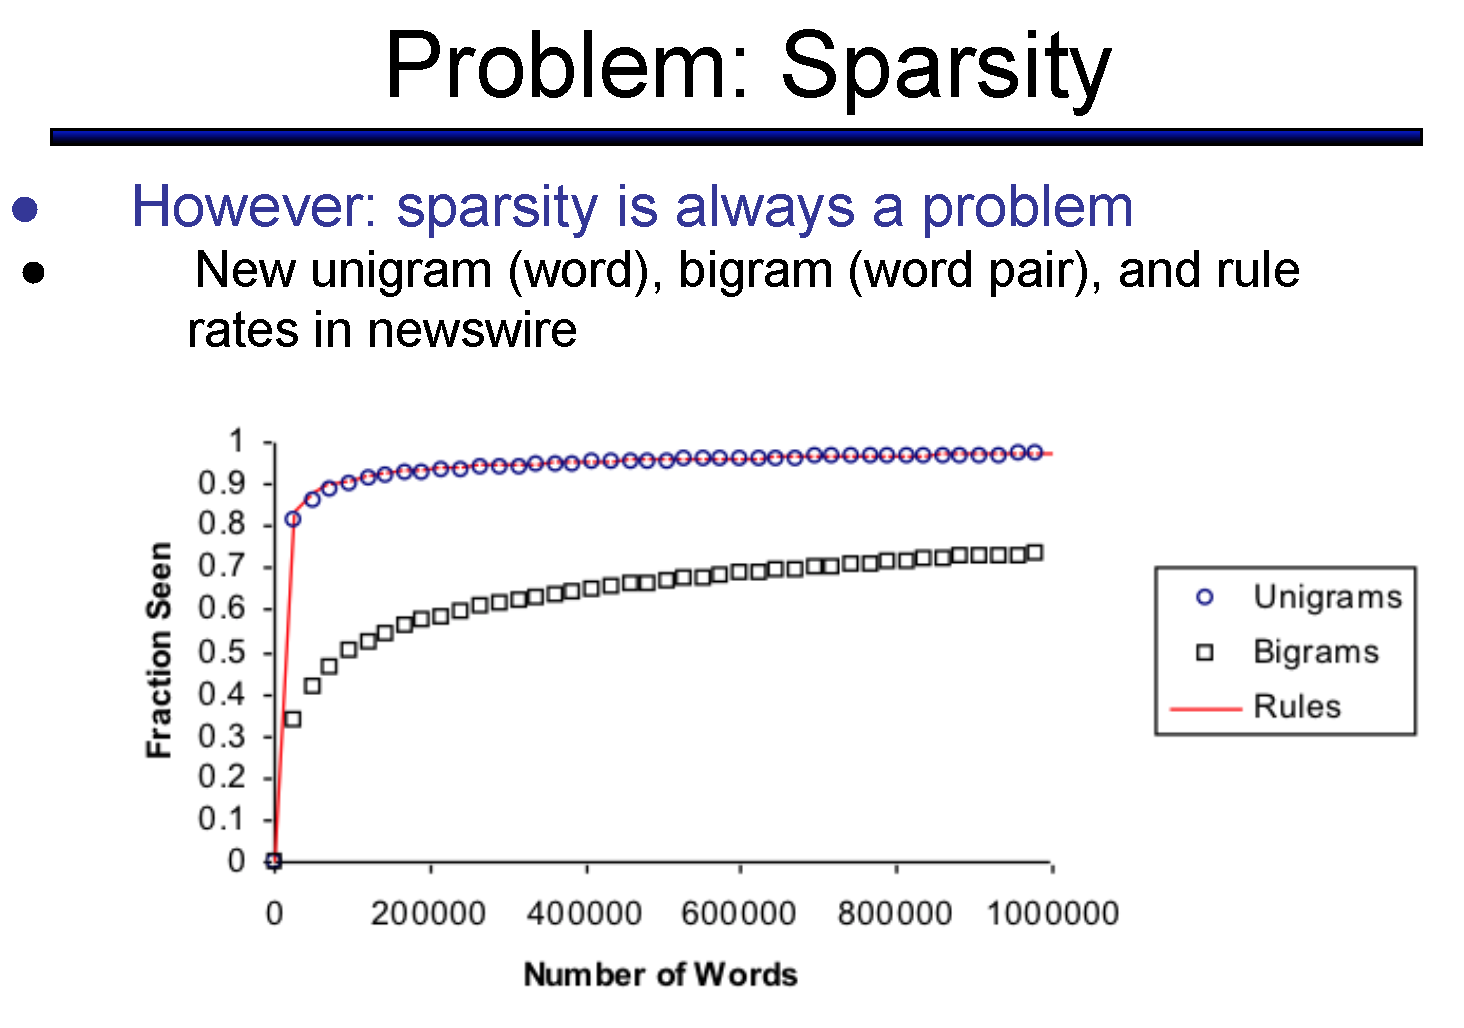 Problem: Sparsity
However: sparsity is always a problem
New unigram (word), bigram (word pair), and rule
rates in newswire
1
0.9
0.8
0.7
0.6
0.5
0.4
0.3
0.2
0.1
0
Fraction Seen
0 200000 400000 600000 800000 1000000
Number of Words
Unigrams
Bigrams
Rules